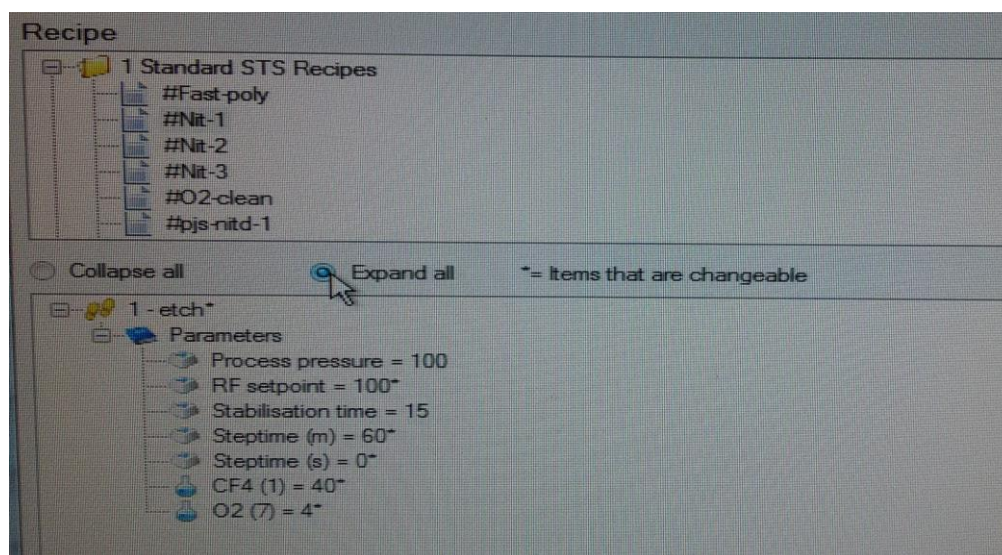 Recipe
1 Standard STS Recipes
#Fast-poly
#Nit-1
#Nit-2
#Nit-3
#O2-clean
#pjs-nitd-1
Collapse all Expand all *= Items that are changeable
1 - etch*
Parameters
Process pressure = 100
RF setpoint = 100*
Stabilisation time = 15
Steptime (m) = 60*
Steptime (s) = 0*
CF4 (1) = 40*
O2 (7) = 4*